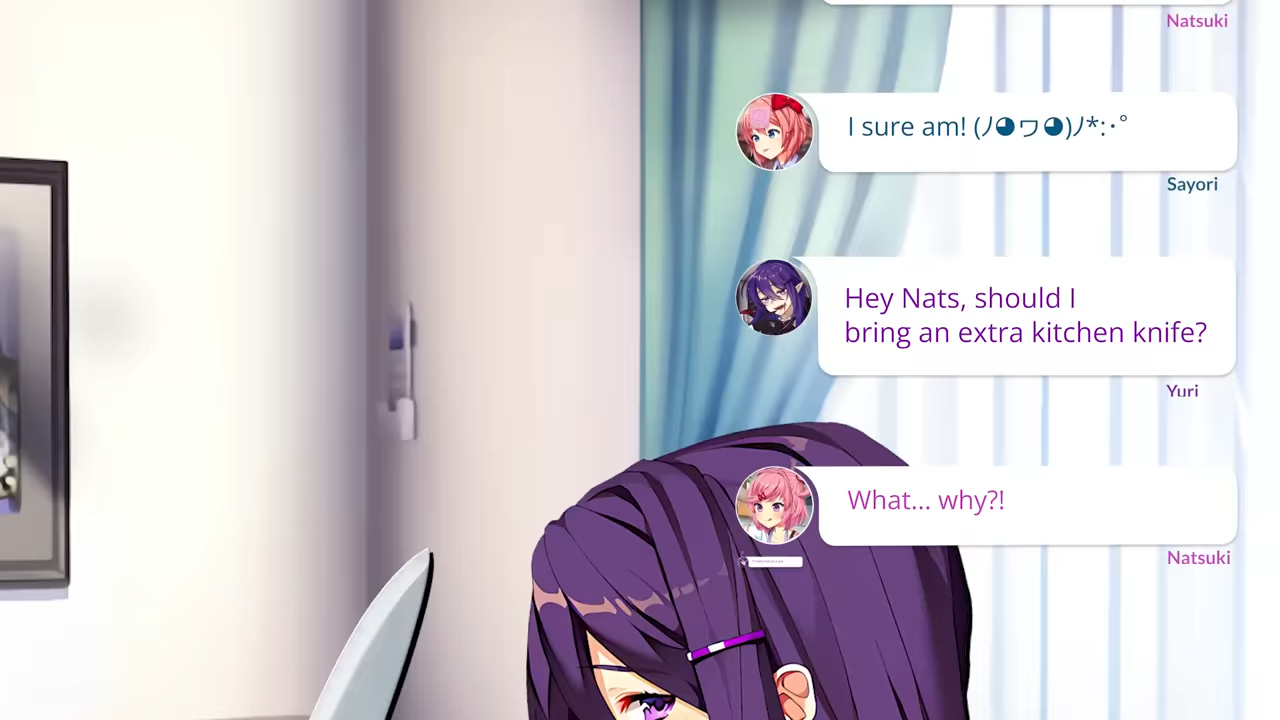 Natsuki
I sure am! (ﾉ◕ヮ◕)ﾉ*:･ﾟ
Sayori
Hey Nats, should I
bring an extra kitchen knife?
Yuri
What... why?!
Natsuki